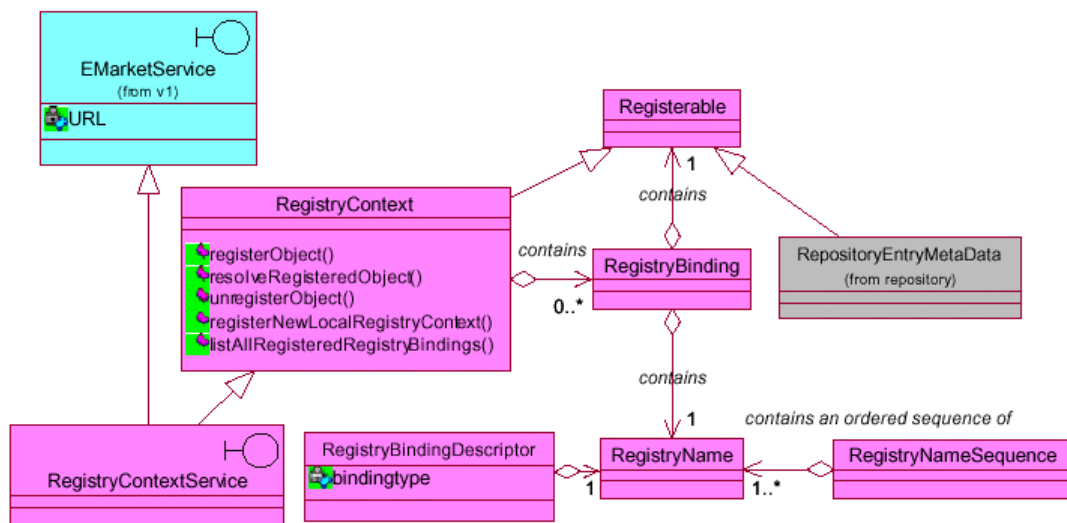 EMarketService
(from v1)
URL
Registerable
1
contains
RegistryContext
registerObject()
resolveRegisteredObject()
unregisterObject()
registerNewLocalRegistryContext()
listAllRegisteredRegistryBindings()
contains
0..*
RegistryBinding
RepositoryEntryMetaData
(from repository)
contains
1
contains an ordered sequence of
RegistryContextService
RegistryBindingDescriptor
bindingtype
1
RegistryName
1..*
RegistryNameSequence